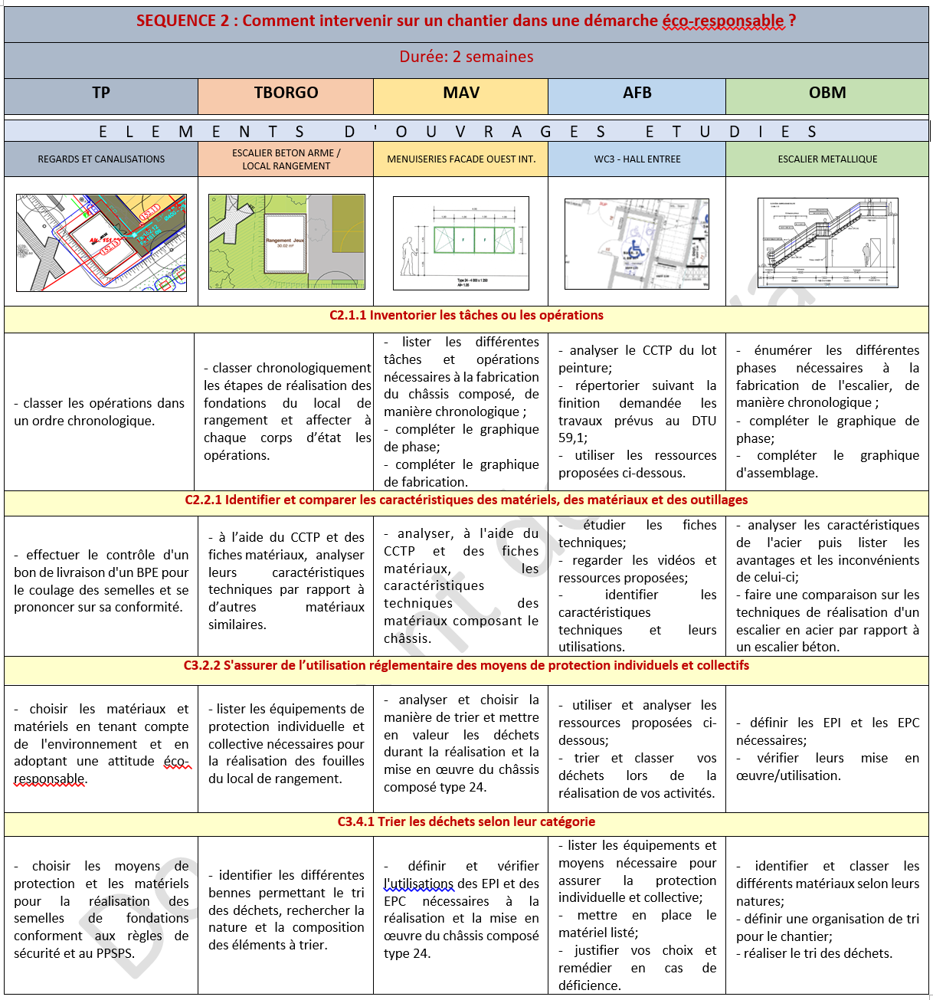 SEQUENCE 2 : Comment intervenir sur un chantier dans une démarche éco-responsable ?
Durée: 2 semaines
TP
TBORGO
MAV
AFB
OBM
ELEMENTS D'OUVRAGES ETUDIES
REGARDS ET CANALISATIONS
ESCALIER BETON ARME /
LOCAL RANGEMENT
MENUISERIES FACADE OUEST INT.
WC3 - HALL ENTREE
ESCALIER METALLIQUE
152.11
152.13
Rangement Jeux
30.02 m²
F
F
Type 24 - 4 000 x 1 250
C2.1.1 Inventorier les tâches ou les opérations
- classer les opérations dans
un ordre chronologique.
- classer chronologiquement
les étapes de réalisation des
fondations du local de
rangement et affecter à
chaque corps d’état les
opérations.
- lister les différentes
tâches et opérations
nécessaires à la fabrication
du châssis composé, de
manière chronologique ;
- compléter le graphique
de phase;
- compléter le graphique
de fabrication.
- analyser le CCTP du lot
peinture;
- répertorier suivant la
finition demandée les
travaux prévus au DTU
59,1;
- utiliser les ressources
proposées ci-dessous.
- énumérer les différentes
phases nécessaires à la
fabrication de l'escalier, de
manière chronologique ;
- compléter le graphique de
phase;
- compléter le graphique
d'assemblage.
C2.2.1 Identifier et comparer les caractéristiques des matériels, des matériaux et des outillages
- effectuer le contrôle d'un
bon de livraison d'un BPE pour
le coulage des semelles et se
prononcer sur sa conformité.
- à l’aide du CCTP et des
fiches matériaux, analyser
leurs caractéristiques
techniques par rapport à
d’autres matériaux
similaires.
- analyser, à l'aide du
CCTP et des fiches
matériaux, les
caractéristiques
techniques des
matériaux composant le
châssis.
- étudier les fiches
techniques;
- regarder les vidéos et
ressources proposées;
- identifier les
caractéristiques
techniques et leurs
utilisations.
- analyser les caractéristiques
de l'acier puis lister les
avantages et les inconvénients
de celui-ci;
- faire une comparaison sur les
techniques de réalisation d'un
escalier en acier par rapport à
un escalier béton.
C3.2.2 S'assurer de l’utilisation réglementaire des moyens de protection individuels et collectifs
- choisir les matériaux et
matériels en tenant compte
de l'environnement et en
adoptant une attitude éco-
responsable.
- lister les équipements de
protection individuelle et
collective nécessaires pour
la réalisation des fouilles
du local de rangement.
- analyser et choisir la
manière de trier et mettre
en valeur les déchets
durant la réalisation et la
mise en œuvre du châssis
composé type 24.
- utiliser et analyser les
ressources proposées ci-
dessous;
- trier et classer vos
déchets lors de la
réalisation de vos activités.
- définir les EPI et les EPC
nécessaires;
- vérifier leurs mise en
œuvre/utilisation.
C3.4.1 Trier les déchets selon leur catégorie
- choisir les moyens de
protection et les matériels
pour la réalisation des
semelles de fondations
conforment aux règles de
sécurité et au PPSPS.
- identifier les différentes
bennes permettant le tri
des déchets, rechercher la
nature et la composition
des éléments à trier.
- définir et vérifier
l'utilisations des EPI et des
EPC nécessaires à la
réalisation et la mise en
œuvre du châssis composé
type 24.
- lister les équipements et
moyens nécessaire pour
assurer la protection
individuelle et collective;
- mettre en place le
matériel listé;
- justifier vos choix et
remédier en cas de
déficience.
- identifier et classer les
différents matériaux selon leurs
natures;
- définir une organisation de tri
pour le chantier;
- réaliser le tri des déchets.